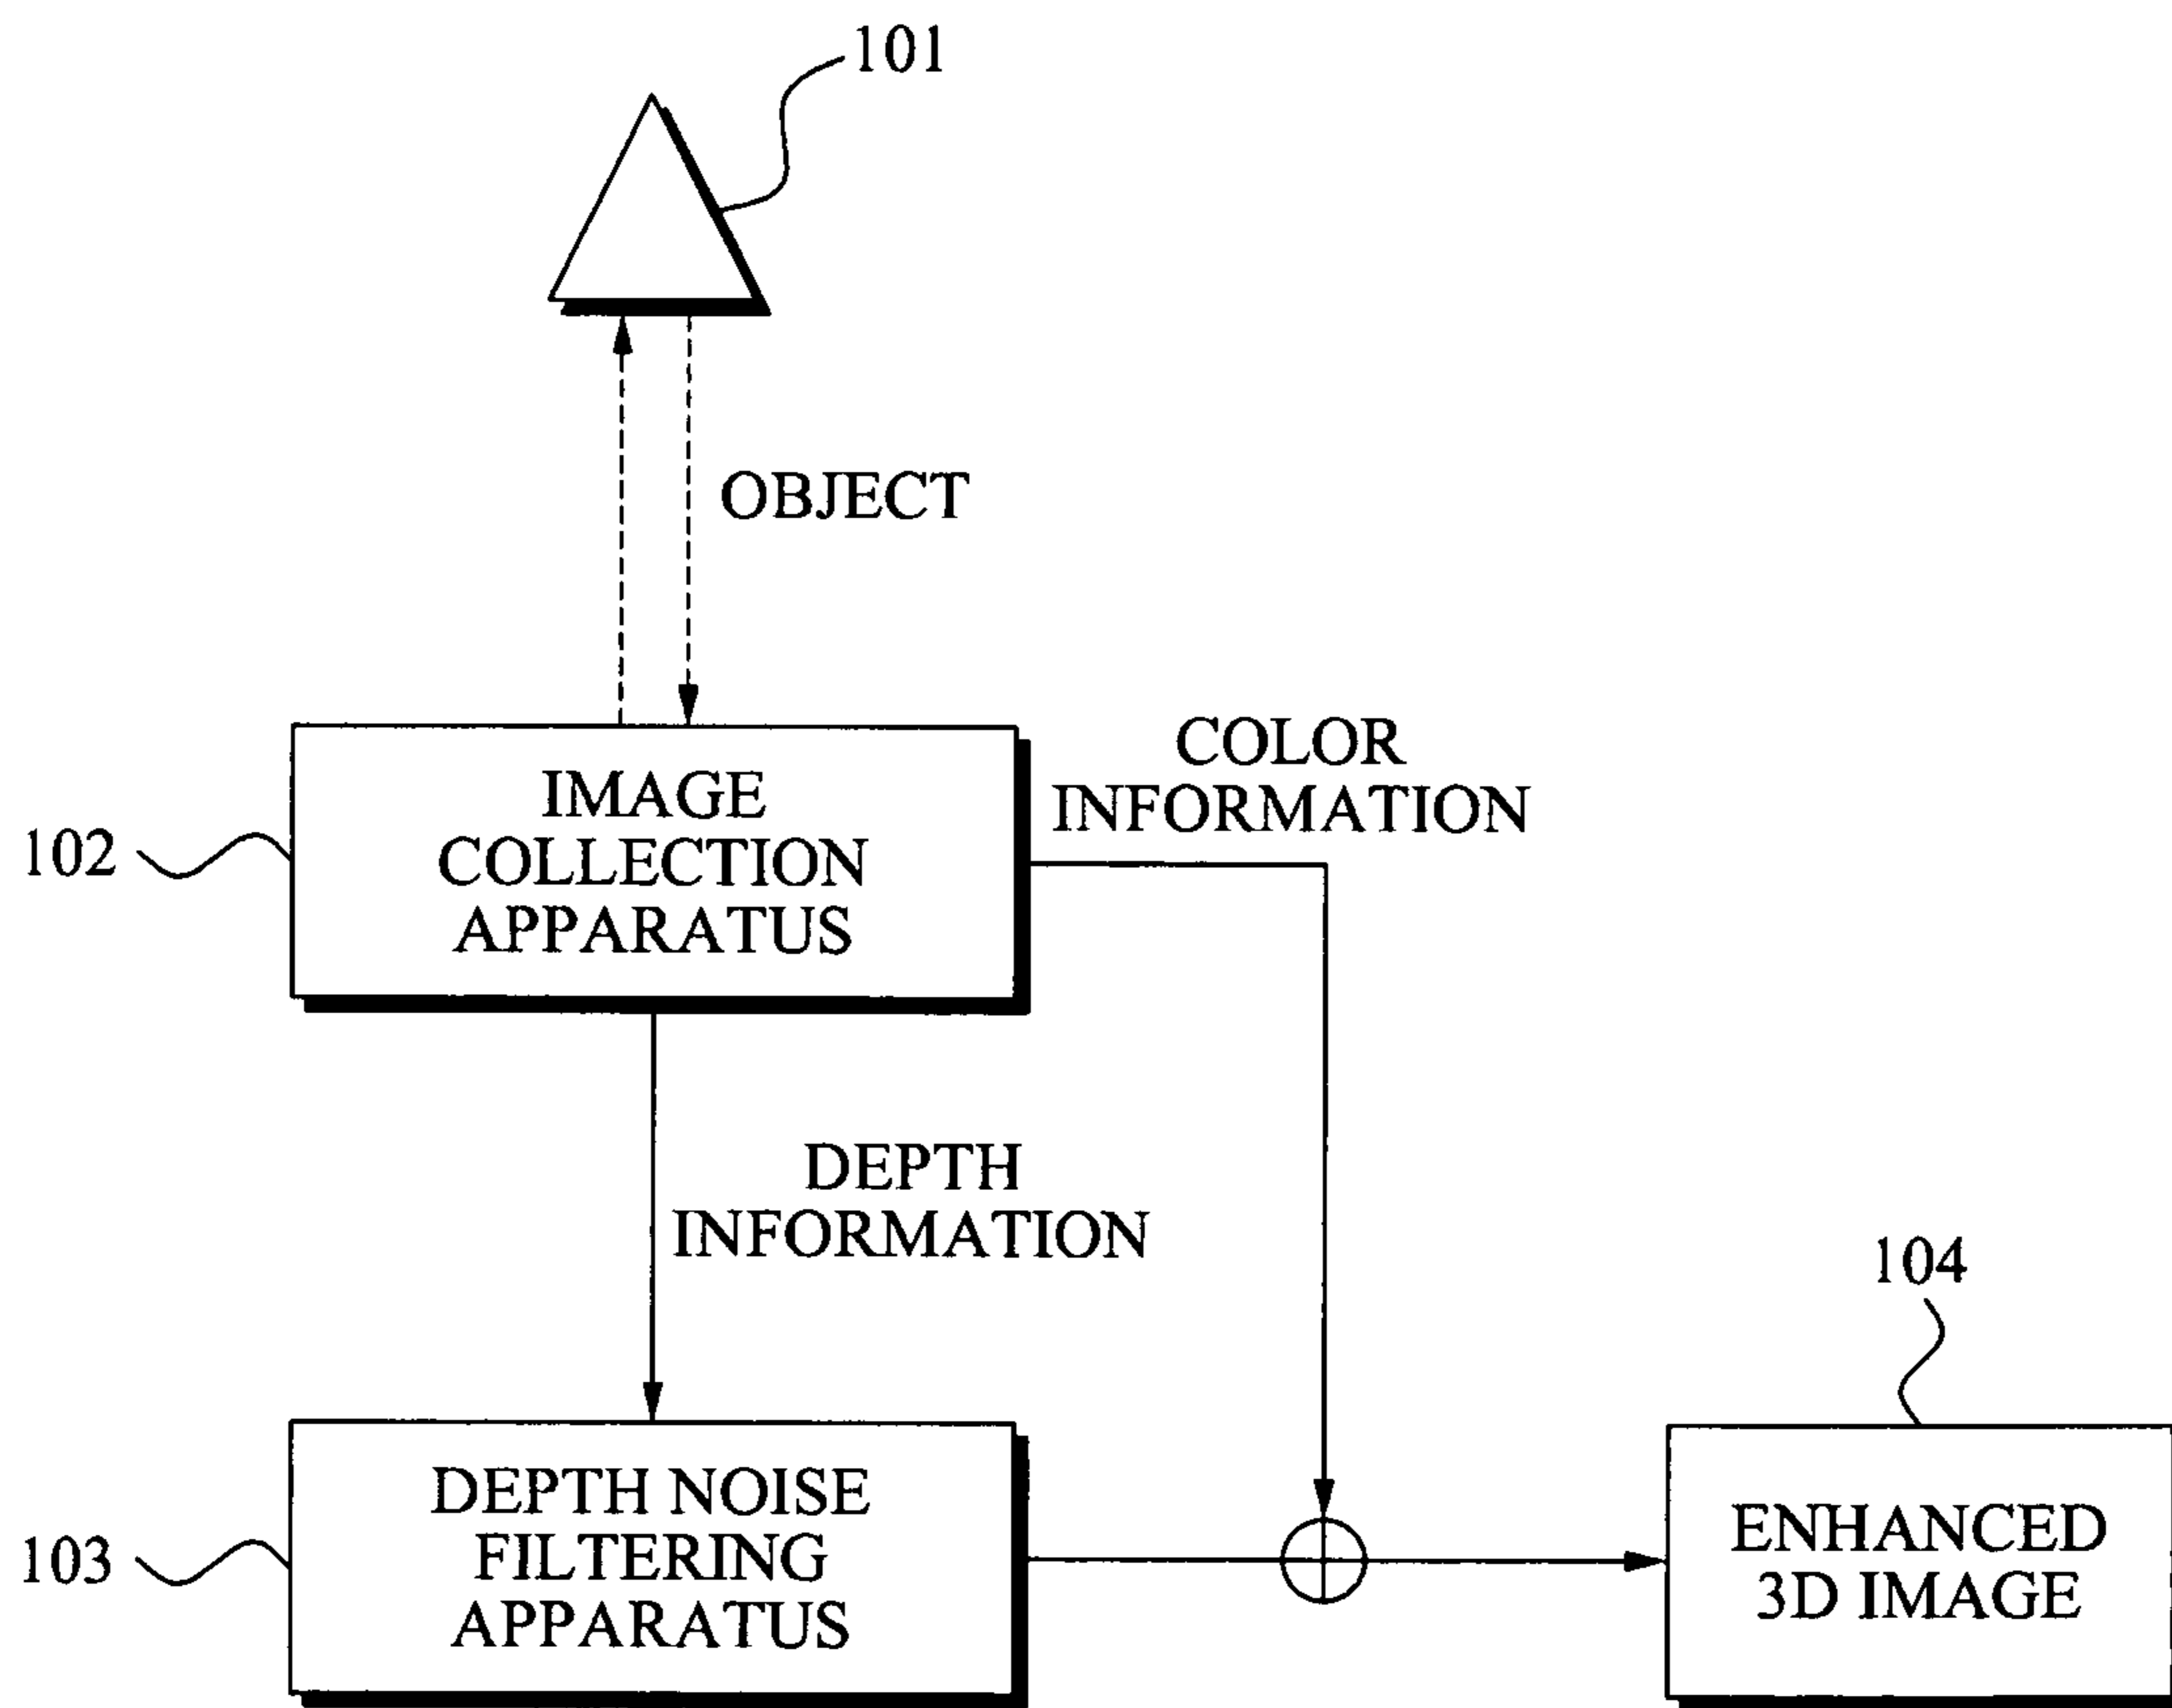 101
OBJECT
COLOR
INFORMATION
IMAGE
COLLECTION
APPARATUS
102
DEPTH
INFORMATION
104
DEPTH NOISE
FILTERING
APPARATUS
103
ENHANCED
3D IMAGE